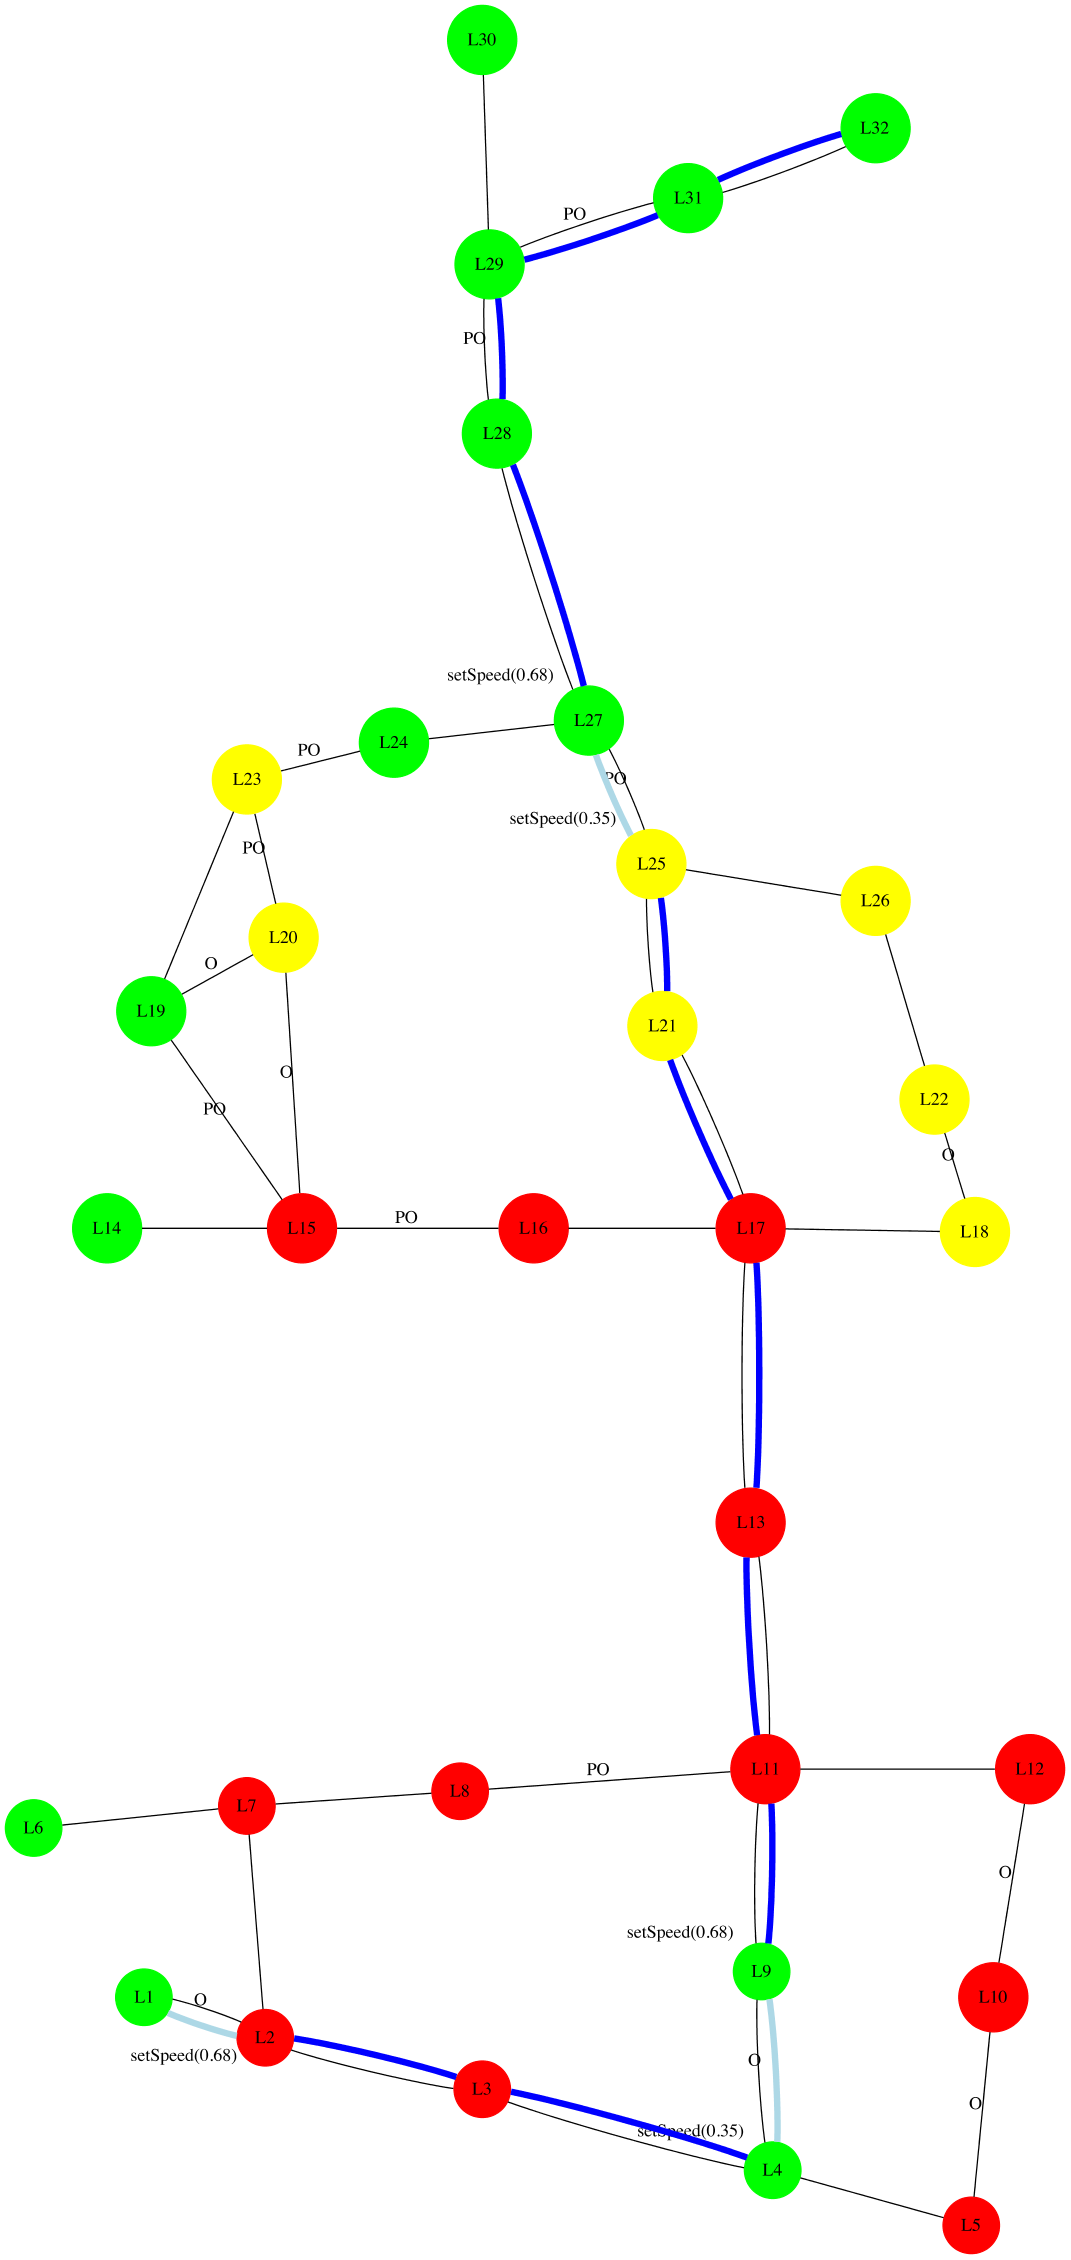 L30
L32
L31
PO
L29
PO
L28
setSpeed(0.68)
L27
L24
PO
L23
PO
setSpeed(0.35)
PO
L25
L26
L20
O
L19
L21
L22
O
PO
O
L14
L15
PO
L16
L17
L18
L13
L11
L12
PO
L8
L7
L6
O
setSpeed(0.68)
L9
L1
O
L10
L2
setSpeed(0.68)
O
L3
O
setSpeed(0.35)
L4
L5